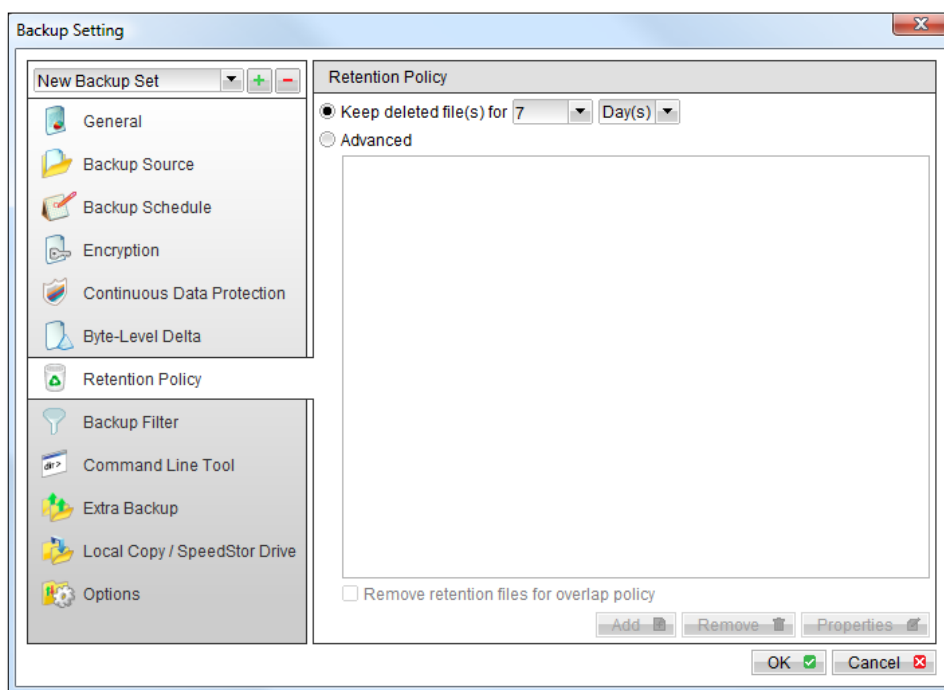 Backup Setting
New Backup Set
General
Backup Source
Backup Schedule
Encryption
Continuous Data Protection
Byte-Level Delta
Retention Policy
Backup Filter
dir>
Command Line Tool
Extra Backup
Local Copy / SpeedStor Drive
Options
Retention Policy
Keep deleted file(s) for 7 Day(s)
Advanced
Remove retention files for overlap policy
Add Remove Properties
OK Cancel